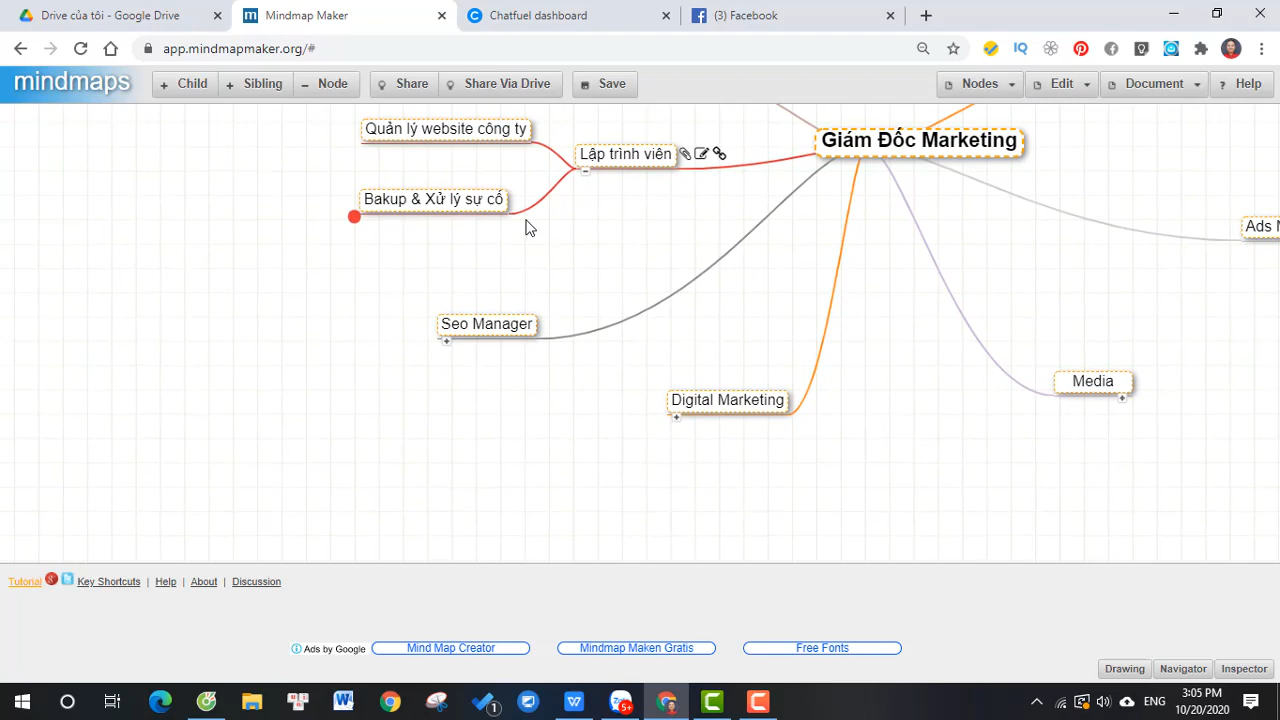 Drive của tôi - Google Drive
Mindmap Maker
Chatfuel dashboard
(3) Facebook
app.mindmapmaker.org/#
mindmaps
Child
Sibling
Node
Share
Share Via Drive
Save
Nodes
Edit
Document
Help
Quản lý website công ty
Lập trình viên
Giám Đốc Marketing
Bakup & Xử lý sự cố
Ads M
Seo Manager
Media
Digital Marketing
Tutorial
Key Shortcuts | Help | About | Discussion
Ads by Google
Mind Map Creator
Mindmap Maken Gratis
Free Fonts
Drawing
Navigator
Inspector
ENG
3:05 PM
10/20/2020